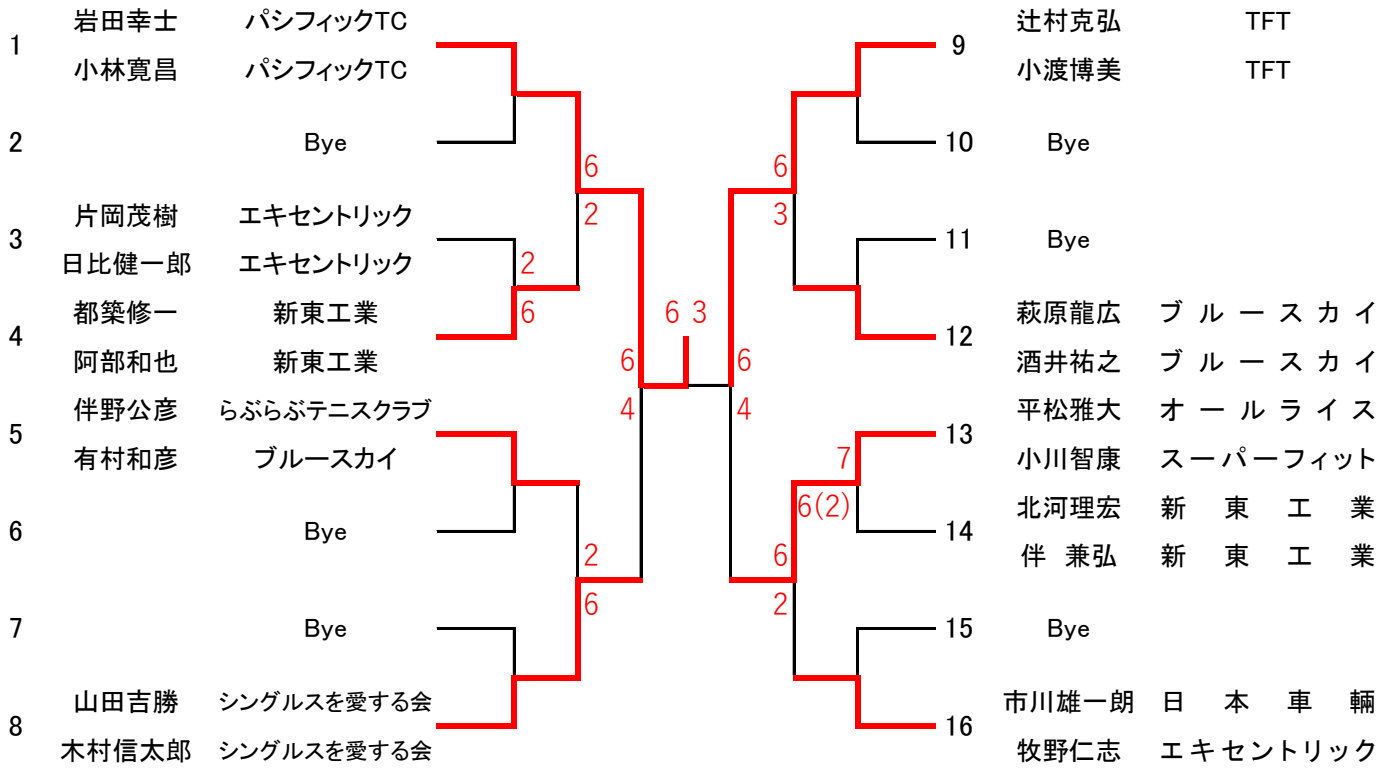 岩田幸士 パシフィックTC
1
小林寛昌 パシフィックTC
2 Bye
6
片岡茂樹 エキセントリック
2
3
日比健一郎 エキセントリック
2
都築修一 新東工業
6
4
阿部和也 新東工業
6
伴野公彦 らぶらぶテニスクラブ
4
5
有村和彦 ブルースカイ
6 Bye
2
6
7 Bye
山田吉勝 シングルスを愛する会
8
木村信太郎 シングルスを愛する会
6 3
辻村克弘 TFT
9
小渡博美 TFT
10 Bye
6
3
11 Bye
萩原龍広 ブルースカイ
12
酒井祐之 ブルースカイ
6
4
平松雅大 オールライス
13
小川智康 スーパーフィット
7
6(2)
北河理宏 新東工業
14
伴 兼弘 新東工業
6
2
15 Bye
市川雄一朗 日本車輌
16
牧野仁志 エキセントリック